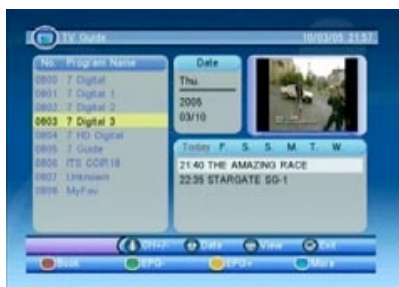 TV Guide 10/03/05 21:57
No. Program Name
0800 7 Digital
0801 7 Digital 1
0802 7 Digital 2
0803 7 Digital 3
0804 7 HD Digital
0805 7 Guide
0806 ITS CCIR18
0807 Unknown
0808 MyFav
Date
Thu.
2005
03/10
Today F. S. S. M. T. W.
21:40 THE AMAZING RACE
22:35 STARGATE SG-1
CH+/- Date View Exit
Book EPG- EPG+ More